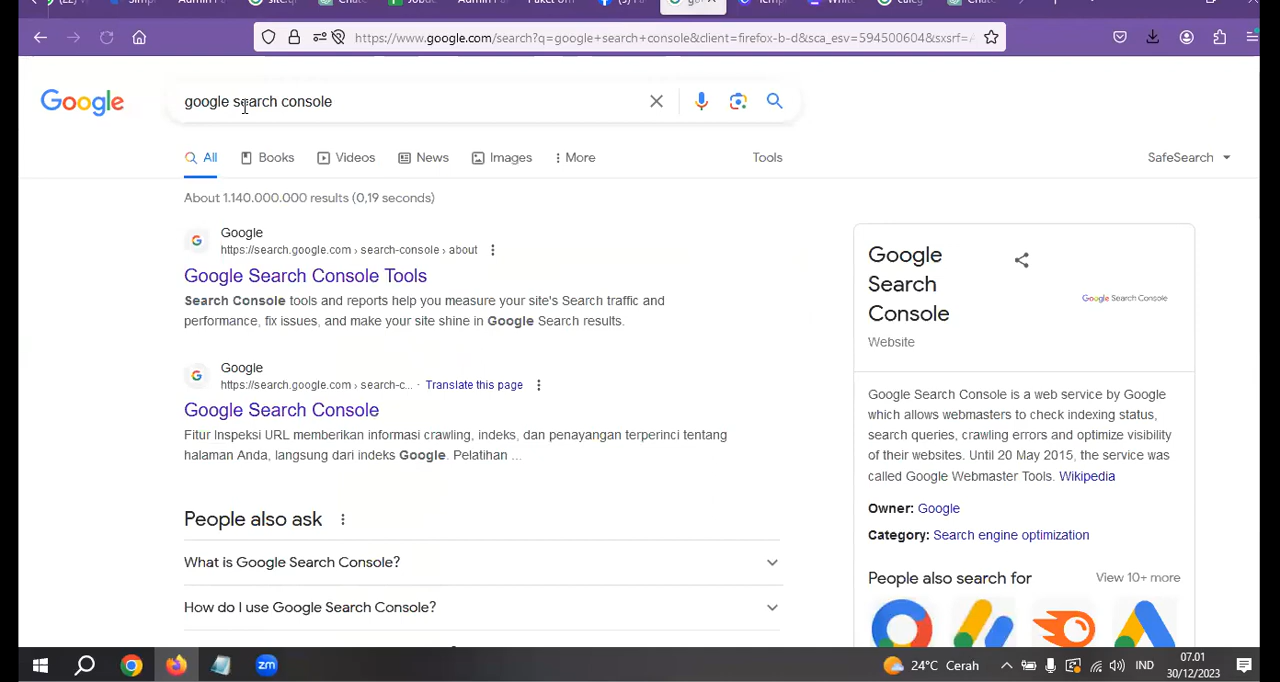 https://www.google.com/search?q=google+search+console&client=firefox-b-d&sca_esv=594500604&sxsrf=
Google
google search console
All
Books
Videos
News
Images
More
Tools
SafeSearch
About 1.140.000.000 results (0,19 seconds)
Google
https://search.google.com › search-console › about
Google Search Console Tools
Search Console tools and reports help you measure your site's Search traffic and
performance, fix issues, and make your site shine in Google Search results.
Google
https://search.google.com › search-c... · Translate this page
Google Search Console
Fitur Inspeksi URL memberikan informasi crawling, indeks, dan penayangan terperinci tentang
halaman Anda, langsung dari indeks Google. Pelatihan ...
People also ask
What is Google Search Console?
How do I use Google Search Console?
Google
Search
Console
Website
Google Search Console
Google Search Console is a web service by Google
which allows webmasters to check indexing status,
search queries, crawling errors and optimize visibility
of their websites. Until 20 May 2015, the service was
called Google Webmaster Tools. Wikipedia
Owner: Google
Category: Search engine optimization
People also search for
View 10+ more
zm
24°C Cerah
IND
07.01
30/12/2023